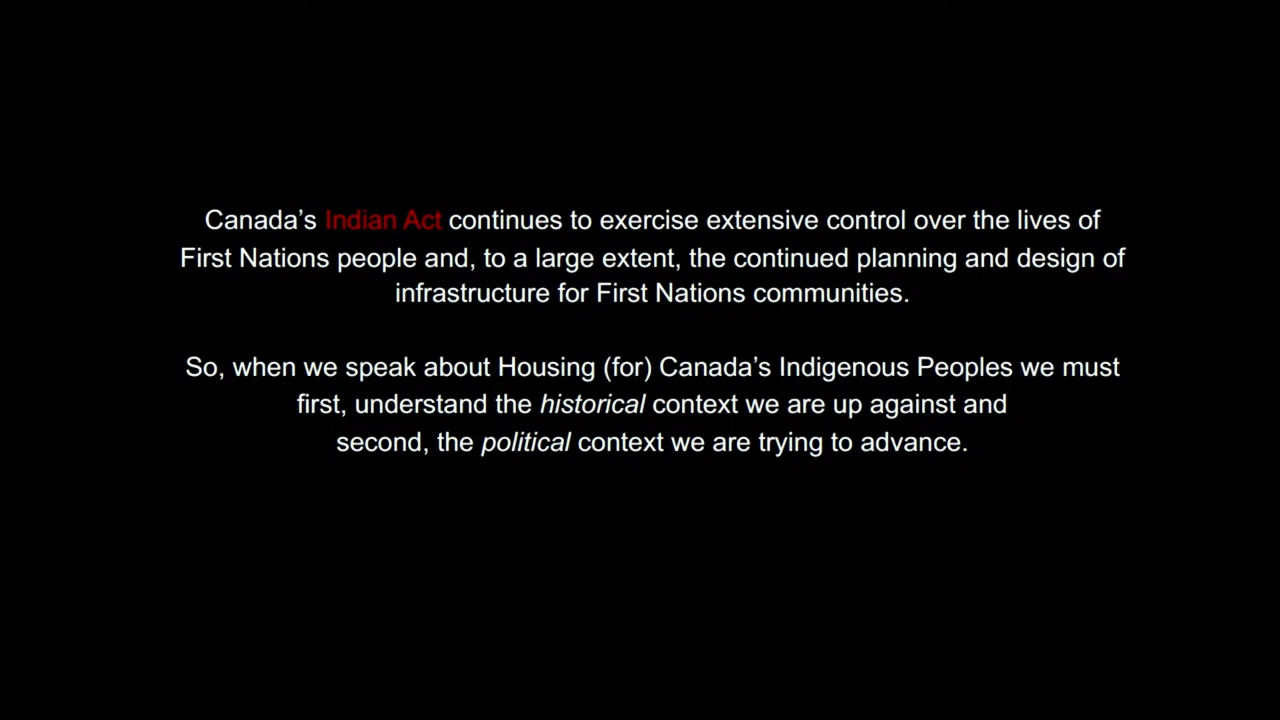 Canada’s Indian Act continues to exercise extensive control over the lives of
First Nations people and, to a large extent, the continued planning and design of
infrastructure for First Nations communities.
So, when we speak about Housing (for) Canada’s Indigenous Peoples we must
first, understand the historical context we are up against and
second, the political context we are trying to advance.